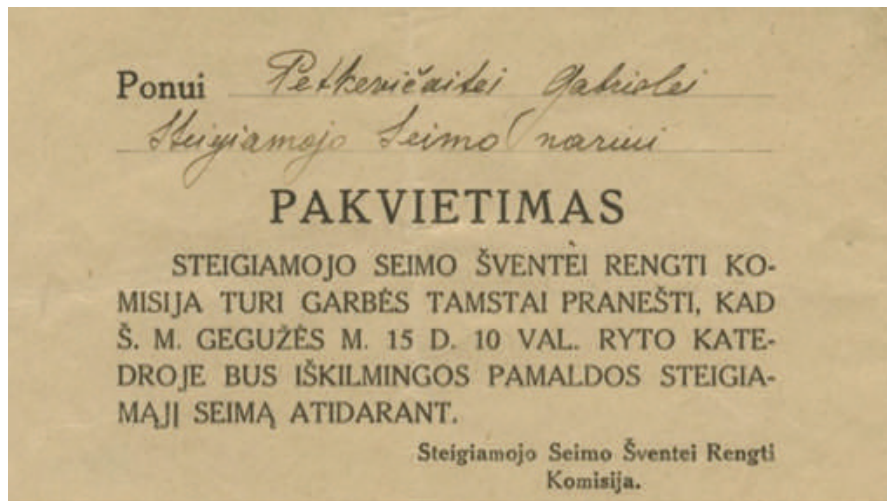 Ponui Petkevičaitei Gabrielei
Steigiamojo Seimo nariui
PAKVIETIMAS
STEIGIAMOJO SEIMO ŠVENTĖI RENGTI KO-
MISIJA TURI GARBĖS TAMSTAI PRANEŠTI, KAD
Š. M. GEGUŽĖS M. 15 D. 10 VAL. RYTO KATE-
DROJE BUS IŠKILMINGOS PAMALDOS STEIGIA-
MĄJĮ SEIMĄ ATIDARANT.
Steigiamojo Seimo Šventei Rengti
Komisija.